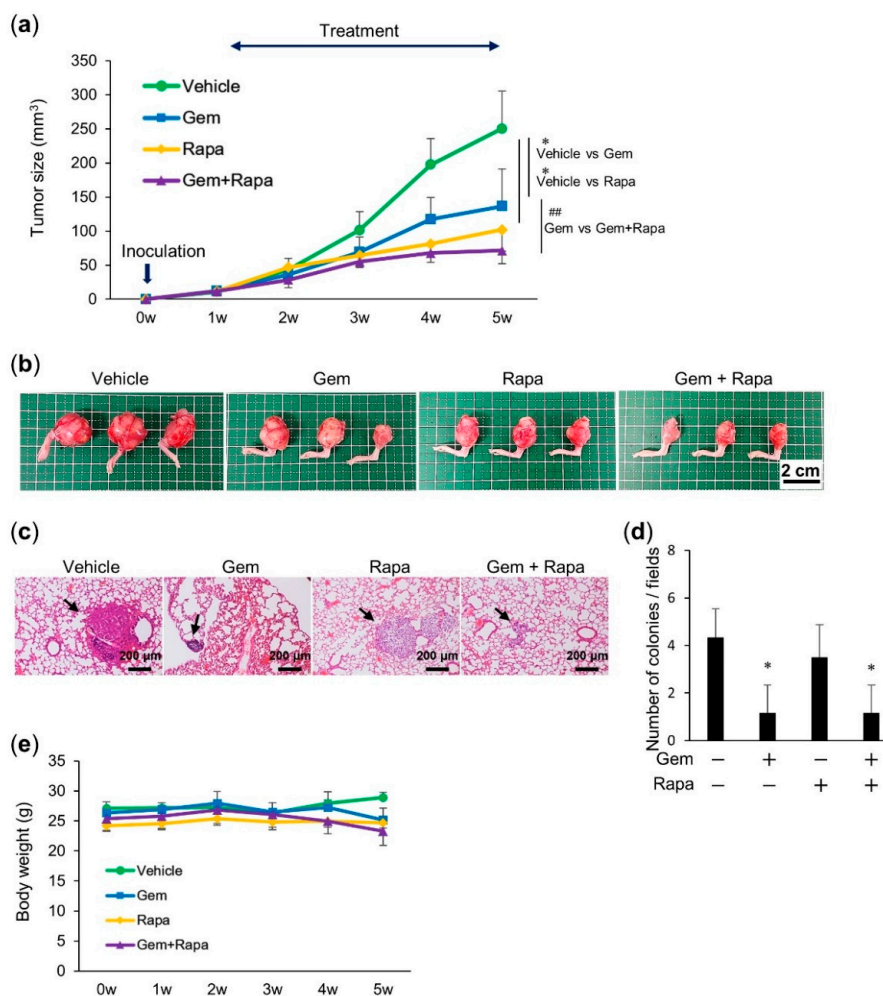 (a)
Treatment
Tumor size (mm³)
350
300
250
200
150
100
50
0
Vehicle
Gem
Rapa
Gem+Rapa
Inoculation
*
Vehicle vs Gem
*
Vehicle vs Rapa
##
Gem vs Gem+Rapa
0w 1w 2w 3w 4w 5w
(b)
Vehicle Gem Rapa Gem + Rapa
2 cm
(c)
Vehicle Gem Rapa Gem + Rapa
200 µm 200 µm 200 µm 200 µm
(d)
Number of colonies / fields
8
6
4
2
0
* *
Gem − + − +
Rapa − − + +
(e)
Body weight (g)
35
30
25
20
15
10
5
0
Vehicle
Gem
Rapa
Gem+Rapa
0w 1w 2w 3w 4w 5w